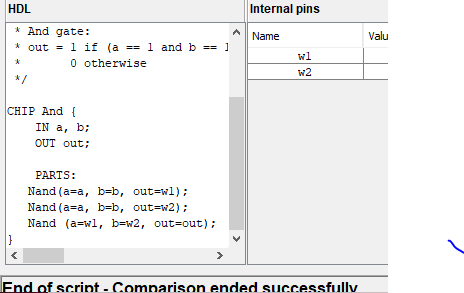 HDL
Internal pins
* And gate:
* out = 1 if (a == 1 and b == 1
* 0 otherwise
*/
Name
Valu
w1
w2
CHIP And {
IN a, b;
OUT out;
PARTS:
Nand(a=a, b=b, out=w1);
Nand(a=a, b=b, out=w2);
Nand (a=w1, b=w2, out=out);
}
End of script - Comparison ended successfully